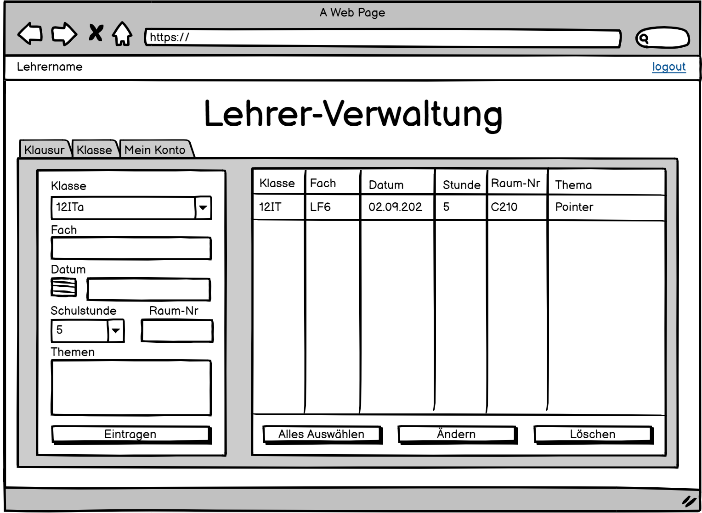 A Web Page
https://
Lehrername
logout
Lehrer-Verwaltung
Klausur Klasse Mein Konto
Klasse
12ITa
Fach
Datum
Schulstunde Raum-Nr
5
Themen
Eintragen
Klasse Fach Datum Stunde Raum-Nr Thema
12IT LF6 02.09.202 5 C210 Pointer
Alles Auswählen Ändern Löschen